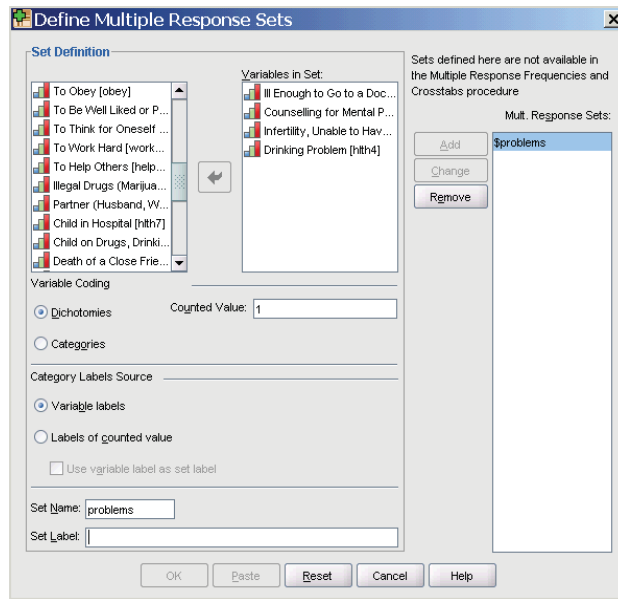 Define Multiple Response Sets
Set Definition
To Obey [obey]
To Be Well Liked or P...
To Think for Oneself ...
To Work Hard [work...
To Help Others [help...
Illegal Drugs (Marijua...
Partner (Husband, W...
Child in Hospital [hlth7]
Child on Drugs, Drinki...
Death of a Close Frie...
Variables in Set:
Ill Enough to Go to a Doc...
Counselling for Mental P...
Infertility, Unable to Hav...
Drinking Problem [hlth4]
Variable Coding
Dichotomies
Counted Value: 1
Categories
Category Labels Source
Variable labels
Labels of counted value
Use variable label as set label
Set Name: problems
Set Label:
Sets defined here are not available in
the Multiple Response Frequencies and
Crosstabs procedure
Mult. Response Sets:
Add
Change
Remove
$problems
OK
Paste
Reset
Cancel
Help